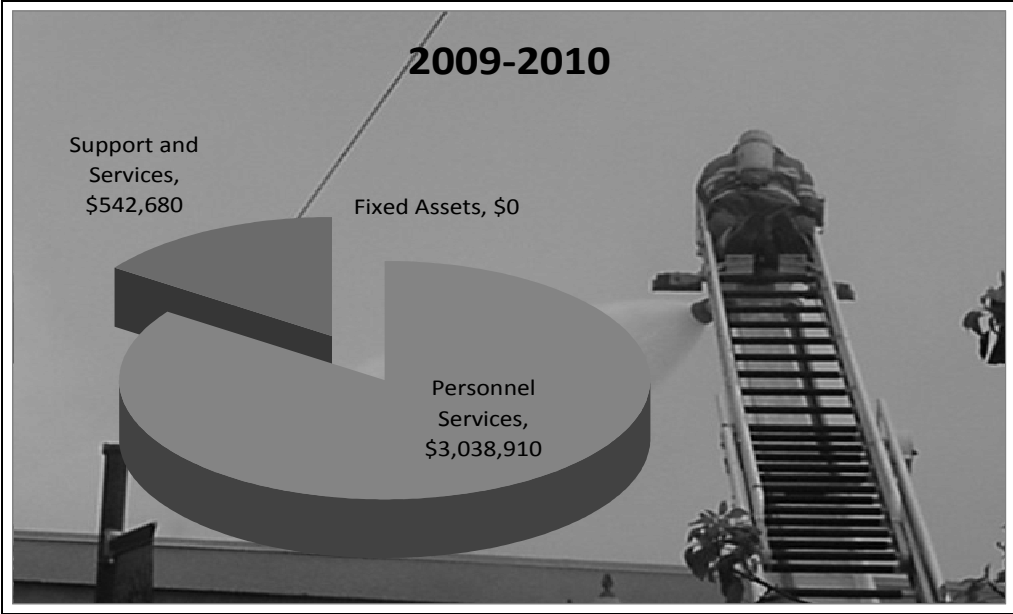 2009-2010
Support and
Services,
$542,680
Fixed Assets, $0
Personnel
Services,
$3,038,910